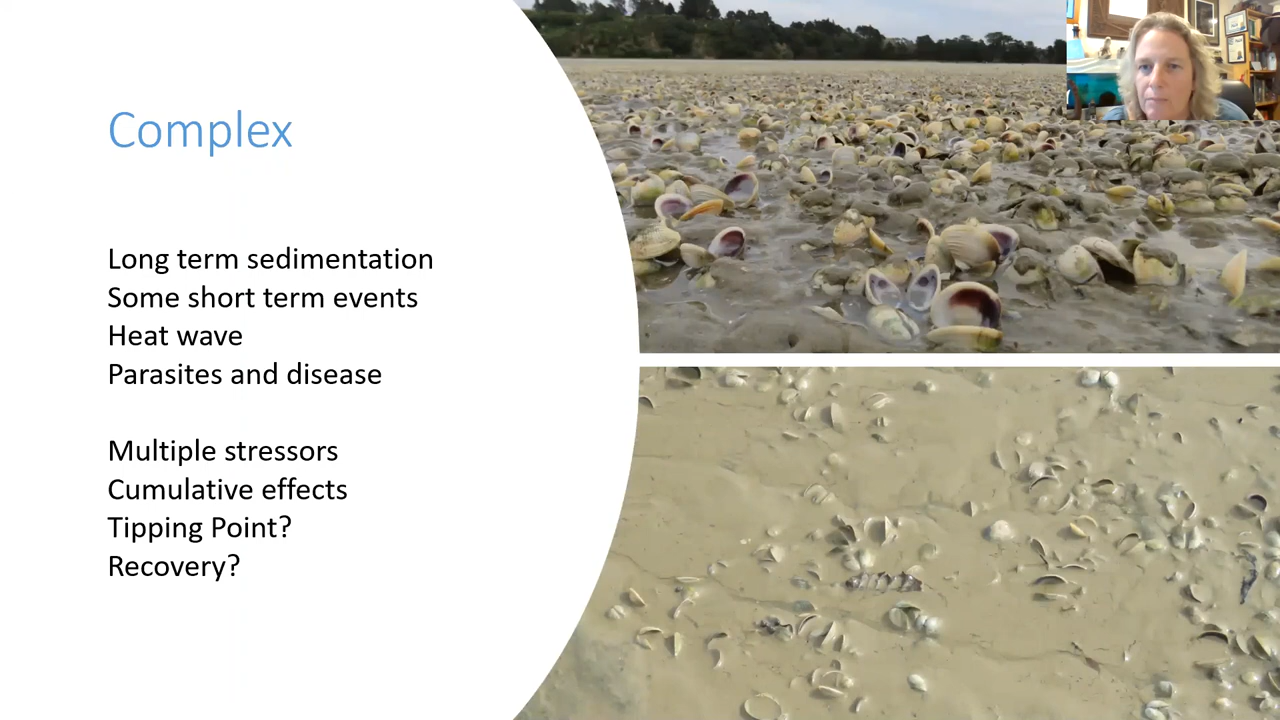 Complex
Long term sedimentation
Some short term events
Heat wave
Parasites and disease
Multiple stressors
Cumulative effects
Tipping Point?
Recovery?